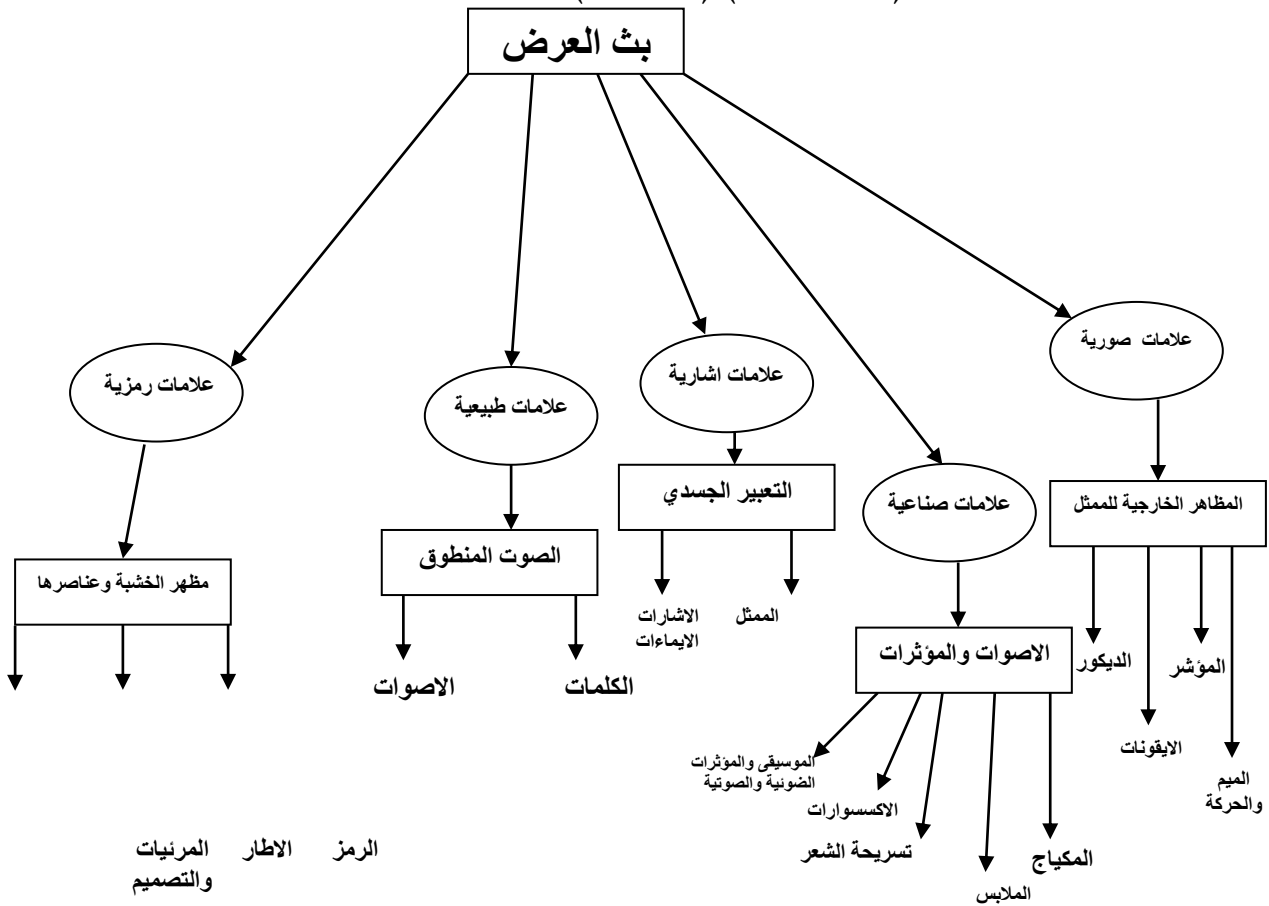 بث العرض
علامات صورية
علامات اشارية
علامات رمزية
علامات طبيعية
علامات صناعية
المظاهر الخارجية للممثل
التعبير الجسدي
الصوت المنطوق
مظهر الخشبة وعناصرها
الاصوات والمؤثرات
الممثل
الاشارات
الايماءات
المؤشر
الديكور
الكلمات
الاصوات
الايقونات
الميم
والحركة
الموسيقى والمؤثرات
الضوئية والصوتية
الاكسسوارات
تسريحة الشعر
المكياج
الملابس
الرمز
الاطار
المرئيات
والتصميم